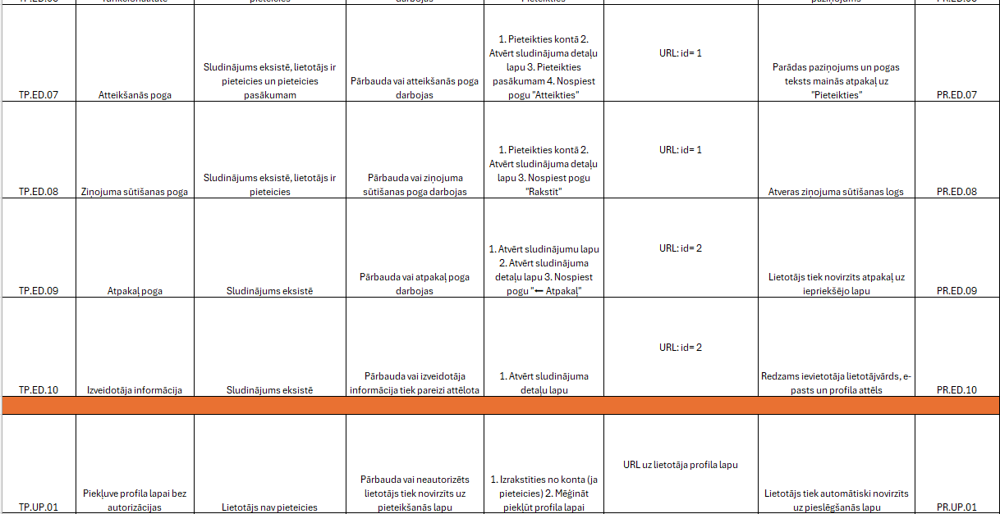 TP.ED.07
Atteikšanās poga
Sludinājums eksistē, lietotājs ir
pieteicies un pieteicies
pasākumam
Pārbauda vai atteikšanās poga
darbojas
1. Pieteikties kontā 2.
Atvērt sludinājuma detaļu
lapu 3. Pieteikties
pasākumam 4. Nospiest
pogu "Atteikties"
URL: id= 1
Parādas paziņojums un pogas
teksts mainās atpakaļ uz
"Pieteikties"
PR.ED.07
TP.ED.08
Ziņojuma sūtīšanas poga
Sludinājums eksistē, lietotājs ir
pieteicies
Pārbauda vai ziņojuma
sūtīšanas poga darbojas
1. Pieteikties kontā 2.
Atvērt sludinājuma detaļu
lapu 3. Nospiest pogu
"Rakstīt"
URL: id= 1
Atveras ziņojuma sūtīšanas logs
PR.ED.08
TP.ED.09
Atpakaļ poga
Sludinājums eksistē
Pārbauda vai atpakaļ poga
darbojas
1. Atvērt sludinājumu lapu
2. Atvērt sludinājuma
detaļu lapu 3. Nospiest
pogu "← Atpakaļ"
URL: id= 2
Lietotājs tiek novirzīts atpakaļ uz
iepriekšējo lapu
PR.ED.09
TP.ED.10
Izveidotāja informācija
Sludinājums eksistē
Pārbauda vai izveidotāja
informācija tiek pareizi attēlota
1. Atvērt sludinājuma
detaļu lapu
URL: id= 2
Redzams ievietotāja lietotājvārds, e-
pasts un profila attēls
PR.ED.10
TP.UP.01
Piekļuve profila lapai bez
autorizācijas
Lietotājs nav pieteicies
Pārbauda vai neautorizēts
lietotājs tiek novirzīts uz
pieteikšanās lapu
1. Izrakstīties no konta (ja
pieteicies) 2. Mēģināt
piekļūt profila lapai
URL uz lietotāja profila lapu
Lietotājs tiek automātiski novirzīts
uz pieslēgšanās lapu
PR.UP.01